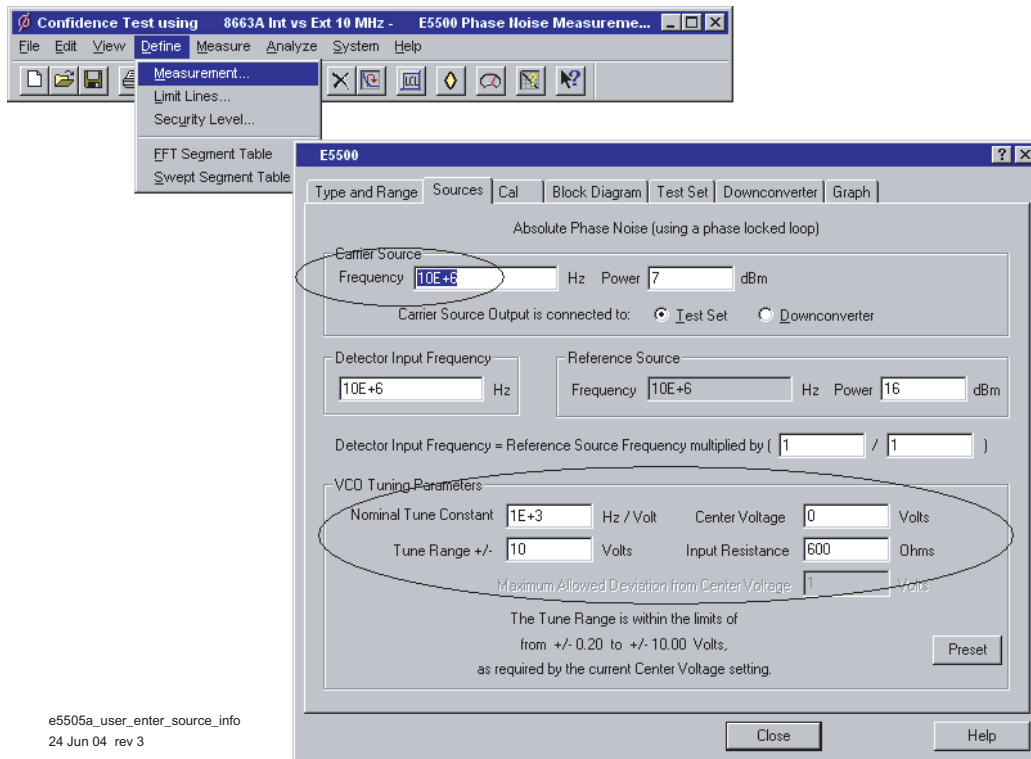 Confidence Test using 8663A Int vs Ext 10 MHz - E5500 Phase Noise Measureme...
File Edit View Define Measure Analyze System Help
Measurement...
Limit Lines...
Security Level...
FFT Segment Table
Swept Segment Table
E5500
Type and Range Sources Cal Block Diagram Test Set Downconverter Graph
Absolute Phase Noise (using a phase locked loop)
Carrier Source
Frequency 10E+6 Hz Power 7 dBm
Carrier Source Output is connected to: Test Set Downconverter
Detector Input Frequency Reference Source
10E+6 Hz Frequency 10E+6 Hz Power 16 dBm
Detector Input Frequency = Reference Source Frequency multiplied by ( 1 / 1 )
VCO Tuning Parameters
Nominal Tune Constant 1E+3 Hz / Volt Center Voltage 0 Volts
Tune Range +/- 10 Volts Input Resistance 600 Ohms
Maximum Allowed Deviation from Center Voltage 1 Volts
The Tune Range is within the limits of
from +/- 0.20 to +/- 10.00 Volts,
as required by the current Center Voltage setting.
Preset
Close Help
e5505a_user_enter_source_info
24 Jun 04 rev 3